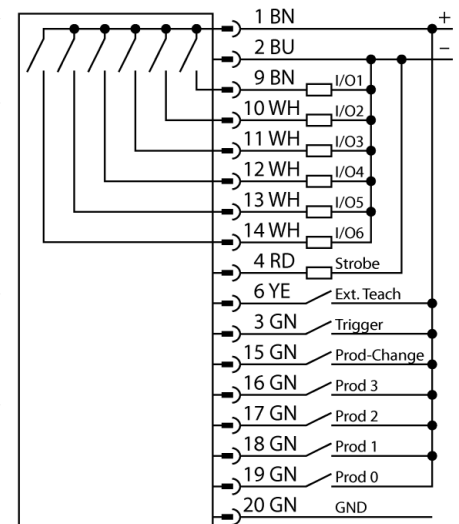 1 BN +
2 BU –
9 BN I/O1
10 WH I/O2
11 WH I/O3
12 WH I/O4
13 WH I/O5
14 WH I/O6
4 RD Strobe
6 YE Ext. Teach
3 GN Trigger
15 GN Prod-Change
16 GN Prod 3
17 GN Prod 2
18 GN Prod 1
19 GN Prod 0
20 GN GND